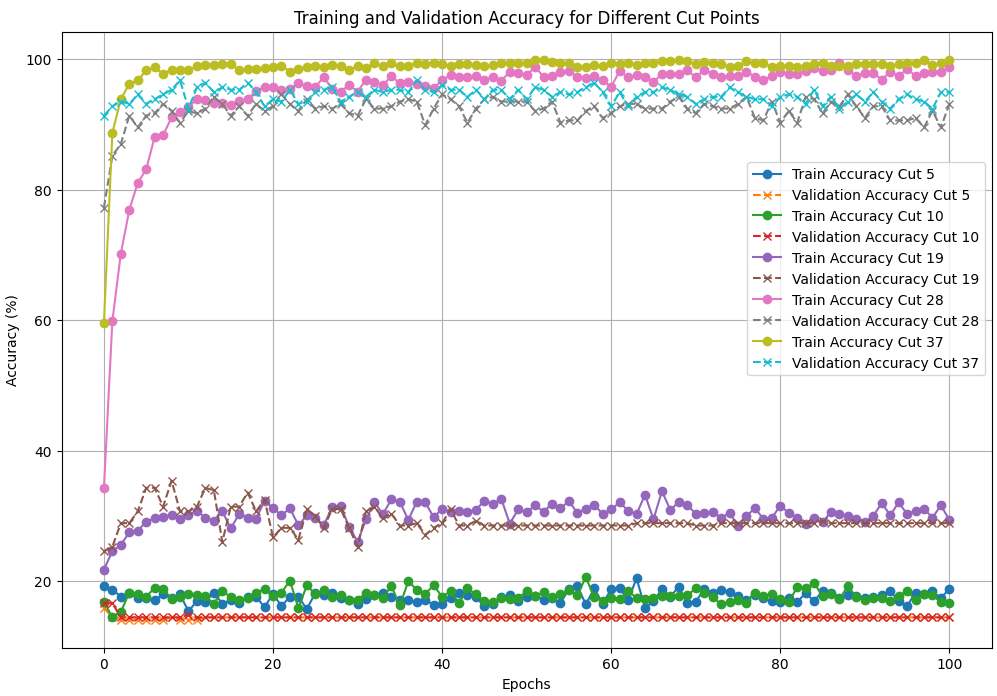 Training and Validation Accuracy for Different Cut Points
Accuracy (%)
100
80
60
40
20
Train Accuracy Cut 5
Validation Accuracy Cut 5
Train Accuracy Cut 10
Validation Accuracy Cut 10
Train Accuracy Cut 19
Validation Accuracy Cut 19
Train Accuracy Cut 28
Validation Accuracy Cut 28
Train Accuracy Cut 37
Validation Accuracy Cut 37
0 20 40 60 80 100
Epochs